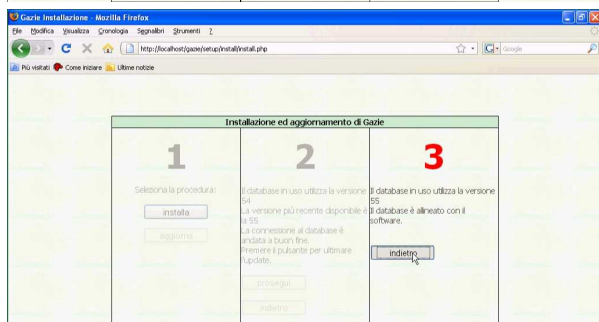 Gazie Installazione - Mozilla Firefox
File Modifica Visualizza Cronologia Segnalibri Strumenti ?
http://localhost/gazie/setup/install/install.php
Google
Più visitati Come iniziare Ultime notizie
Installazione ed aggiornamento di Gazie
1
Seleziona la procedura:
installa
aggiorna
2
Il database in uso utilizza la versione
54
La versione più recente disponibile è
la 55
La connessione al database è
andata a buon fine.
Premere il pulsante per ultimare
l'update.
prosegui
indietro
3
Il database in uso utilizza la versione
55
Il database è allineato con il
software.
indietro